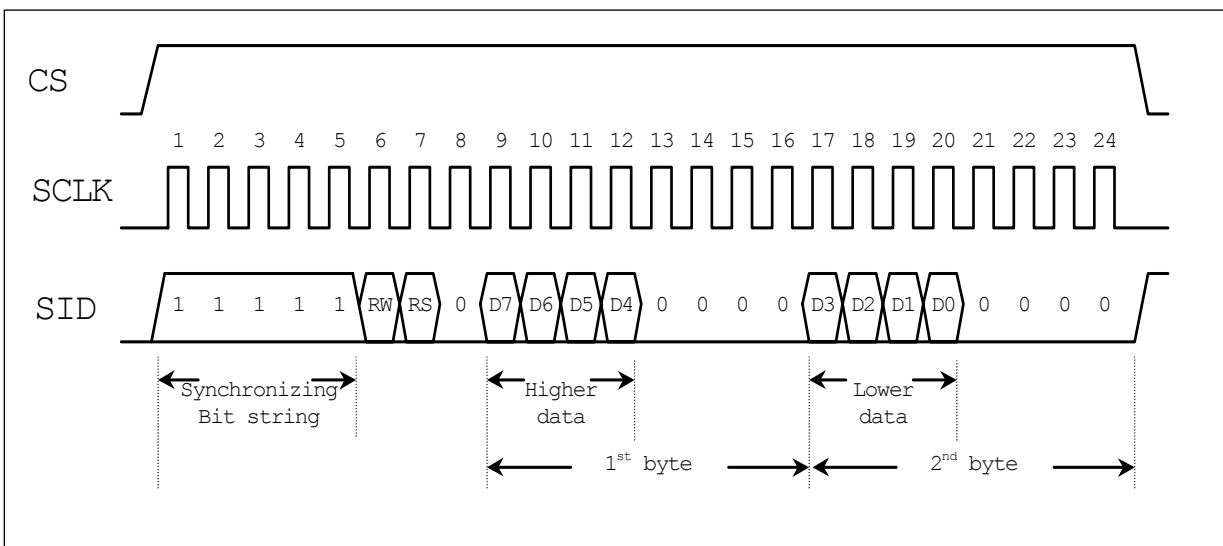 CS
1 2 3 4 5 6 7 8 9 10 11 12 13 14 15 16 17 18 19 20 21 22 23 24
SCLK
SID 1 1 1 1 1 RW RS 0 D7 D6 D5 D4 0 0 0 0 D3 D2 D1 D0 0 0 0 0
Synchronizing Higher Lower
Bit string data data
1st byte 2nd byte